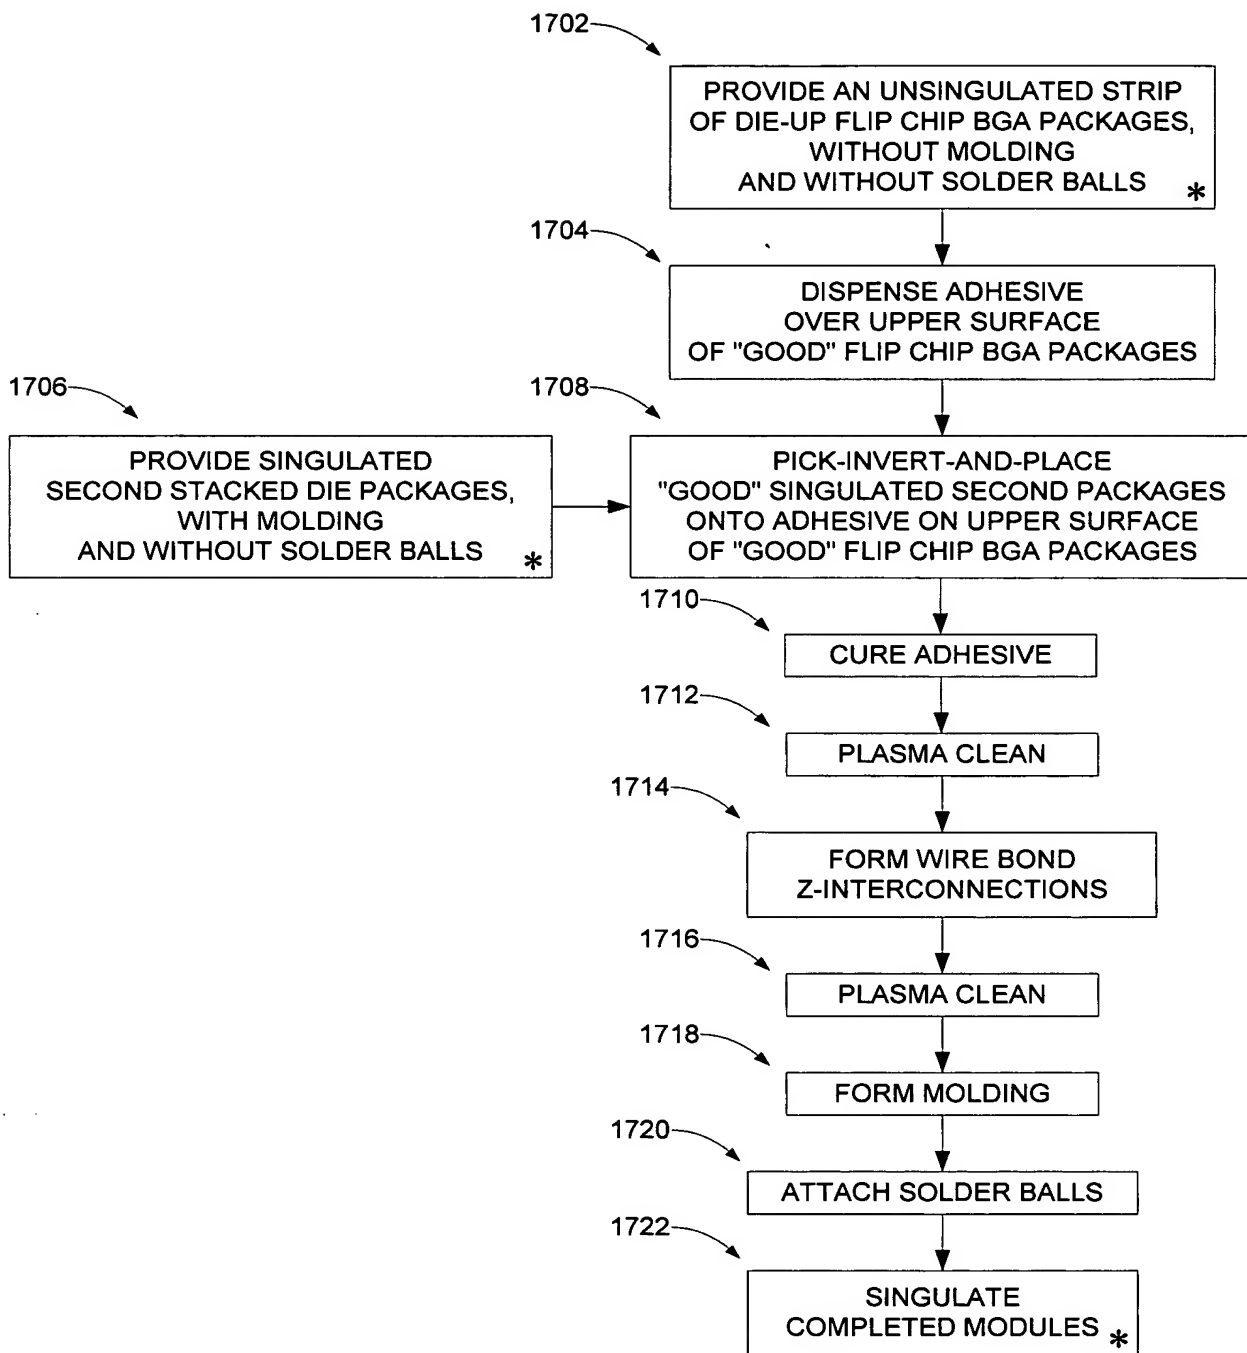 1702
PROVIDE AN UNSINGULATED STRIP
OF DIE-UP FLIP CHIP BGA PACKAGES,
WITHOUT MOLDING
AND WITHOUT SOLDER BALLS *
1704
DISPENSE ADHESIVE
OVER UPPER SURFACE
OF "GOOD" FLIP CHIP BGA PACKAGES
1706
PROVIDE SINGULATED
SECOND STACKED DIE PACKAGES,
WITH MOLDING
AND WITHOUT SOLDER BALLS *
1708
PICK-INVERT-AND-PLACE
"GOOD" SINGULATED SECOND PACKAGES
ONTO ADHESIVE ON UPPER SURFACE
OF "GOOD" FLIP CHIP BGA PACKAGES
1710
CURE ADHESIVE
1712
PLASMA CLEAN
1714
FORM WIRE BOND
Z-INTERCONNECTIONS
1716
PLASMA CLEAN
1718
FORM MOLDING
1720
ATTACH SOLDER BALLS
1722
SINGULATE
COMPLETED MODULES *